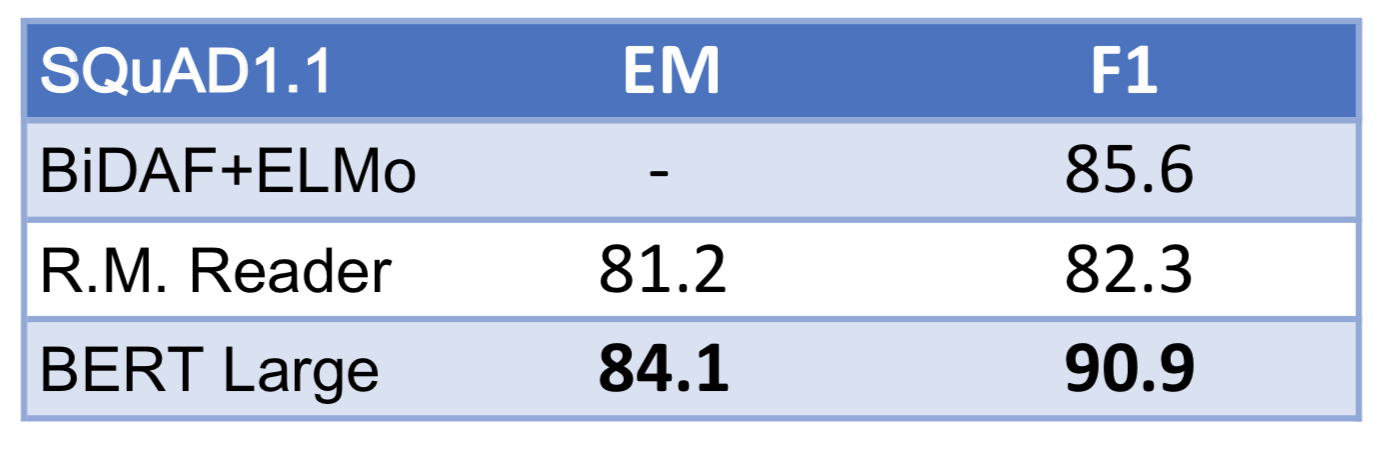 SQuAD1.1 EM F1
BiDAF+ELMo - 85.6
R.M. Reader 81.2 82.3
BERT Large 84.1 90.9